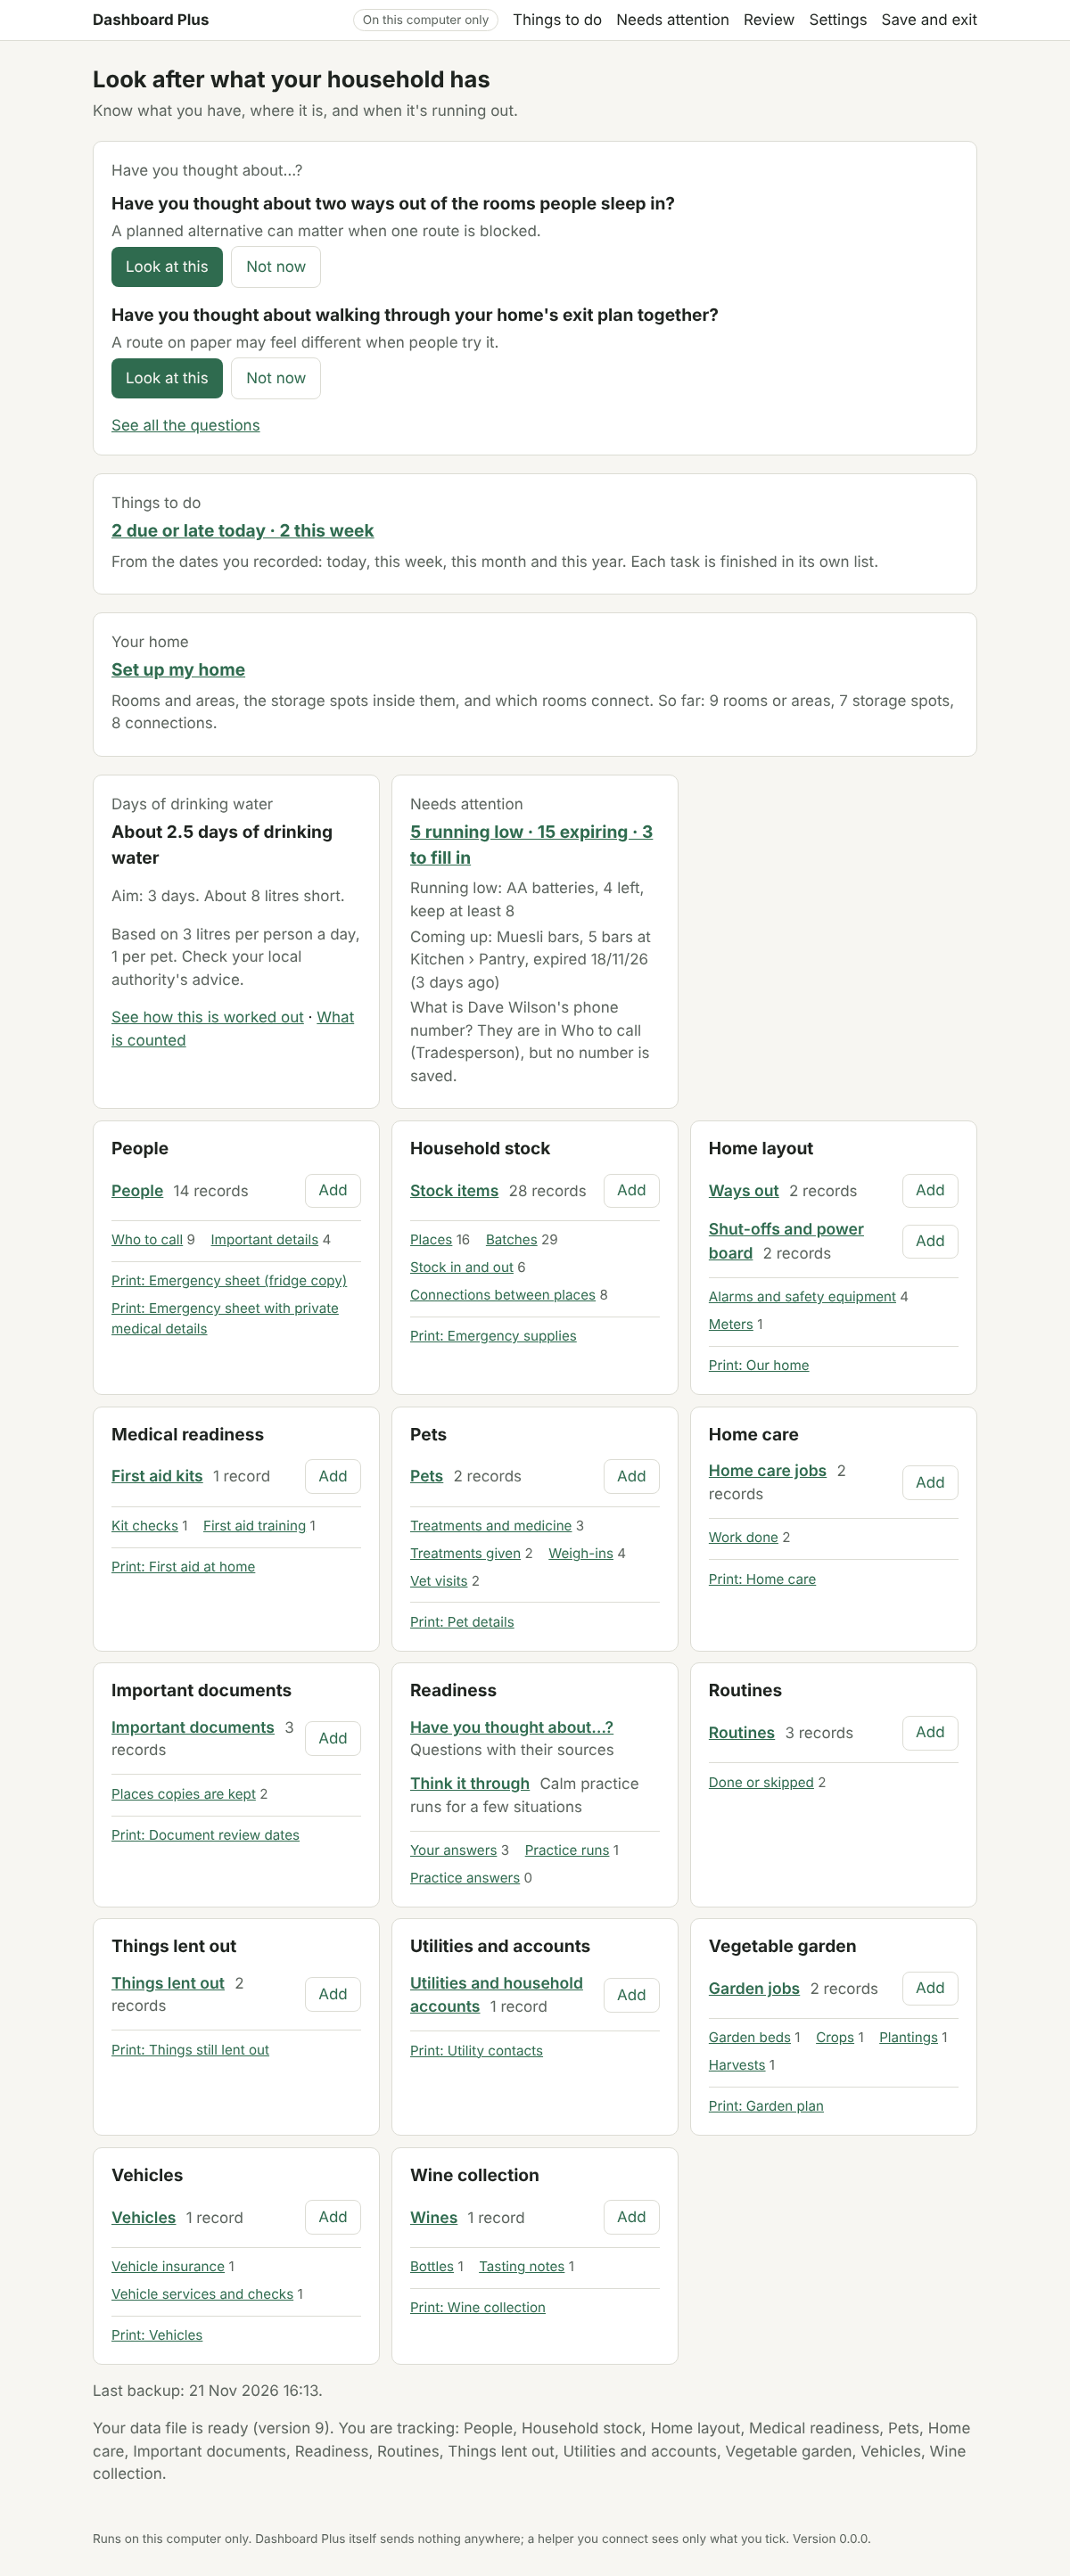 Dashboard Plus
On this computer only
Things to do
Needs attention
Review
Settings
Save and exit
Look after what your household has
Know what you have, where it is, and when it's running out.
Have you thought about...?
Have you thought about two ways out of the rooms people sleep in?
A planned alternative can matter when one route is blocked.
Look at this
Not now
Have you thought about walking through your home's exit plan together?
A route on paper may feel different when people try it.
Look at this
Not now
See all the questions
Things to do
2 due or late today · 2 this week
From the dates you recorded: today, this week, this month and this year. Each task is finished in its own list.
Your home
Set up my home
Rooms and areas, the storage spots inside them, and which rooms connect. So far: 9 rooms or areas, 7 storage spots,
8 connections.
Days of drinking water
About 2.5 days of drinking
water
Aim: 3 days. About 8 litres short.
Based on 3 litres per person a day,
1 per pet. Check your local
authority's advice.
See how this is worked out · What
is counted
Needs attention
5 running low · 15 expiring · 3
to fill in
Running low: AA batteries, 4 left,
keep at least 8
Coming up: Muesli bars, 5 bars at
Kitchen › Pantry, expired 18/11/26
(3 days ago)
What is Dave Wilson's phone
number? They are in Who to call
(Tradesperson), but no number is
saved.
People
People 14 records
Add
Who to call 9 Important details 4
Print: Emergency sheet (fridge copy)
Print: Emergency sheet with private
medical details
Household stock
Stock items 28 records
Add
Places 16 Batches 29
Stock in and out 6
Connections between places 8
Print: Emergency supplies
Home layout
Ways out 2 records
Add
Shut-offs and power
board 2 records
Add
Alarms and safety equipment 4
Meters 1
Print: Our home
Medical readiness
First aid kits 1 record
Add
Kit checks 1 First aid training 1
Print: First aid at home
Pets
Pets 2 records
Add
Treatments and medicine 3
Treatments given 2 Weigh-ins 4
Vet visits 2
Print: Pet details
Home care
Home care jobs 2
records
Add
Work done 2
Print: Home care
Important documents
Important documents 3
records
Add
Places copies are kept 2
Print: Document review dates
Readiness
Have you thought about...?
Questions with their sources
Think it through Calm practice
runs for a few situations
Your answers 3 Practice runs 1
Practice answers 0
Routines
Routines 3 records
Add
Done or skipped 2
Things lent out
Things lent out 2
records
Add
Print: Things still lent out
Utilities and accounts
Utilities and household
accounts 1 record
Add
Print: Utility contacts
Vegetable garden
Garden jobs 2 records
Add
Garden beds 1 Crops 1 Plantings 1
Harvests 1
Print: Garden plan
Vehicles
Vehicles 1 record
Add
Vehicle insurance 1
Vehicle services and checks 1
Print: Vehicles
Wine collection
Wines 1 record
Add
Bottles 1 Tasting notes 1
Print: Wine collection
Last backup: 21 Nov 2026 16:13.
Your data file is ready (version 9). You are tracking: People, Household stock, Home layout, Medical readiness, Pets, Home
care, Important documents, Readiness, Routines, Things lent out, Utilities and accounts, Vegetable garden, Vehicles, Wine
collection.
Runs on this computer only. Dashboard Plus itself sends nothing anywhere; a helper you connect sees only what you tick. Version 0.0.0.